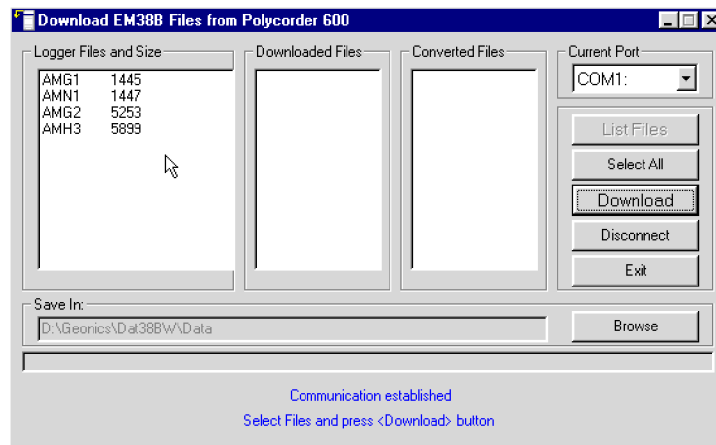 Download EM38B Files from Polycorder 600
Logger Files and Size
Downloaded Files
Converted Files
Current Port
AMG1 1445
AMN1 1447
AMG2 5253
AMH3 5899
COM1:
List Files
Select All
Download
Disconnect
Exit
Save In:
D:\Geonics\Dat38BW\Data
Browse
Communication established
Select Files and press <Download> button